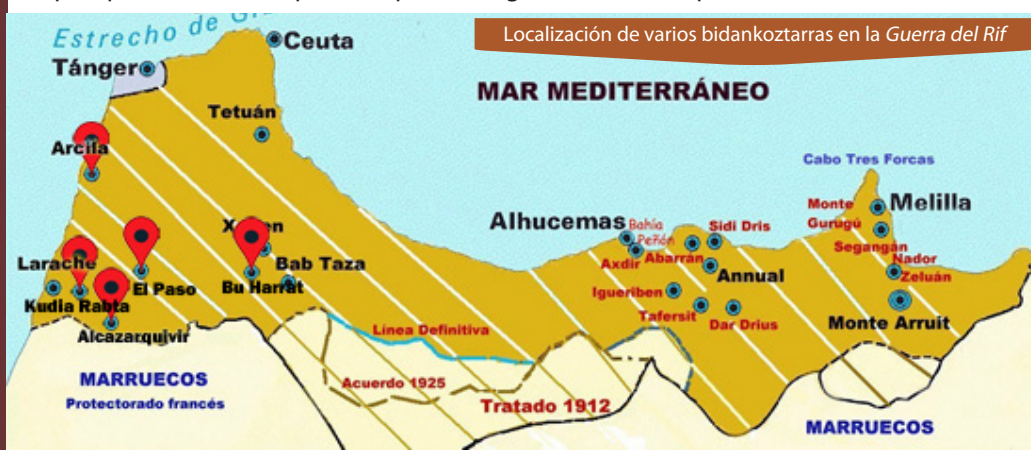 Localización de varios bidankoztarras en la Guerra del Rif
Estrecho de
Ceuta
Tánger
MAR MEDITERRÁNEO
Tetuán
Arcila
Cabo Tres Forcas
Monte
Gurugú
Melilla
Segangan
Nador
Zeluán
Monte Arruit
Alhucemas
Bahía
Peñón
Sidi Dris
Axdir
Abarrán
Annual
Igueriben
Tafersit
Dar Drius
Bab Taza
Bu Harrat
Larache
El Paso
Kudia Rabta
Alcazarquivir
Línea Definitiva
Acuerdo 1925
Tratado 1912
MARRUECOS
Protectorado francés
MARRUECOS